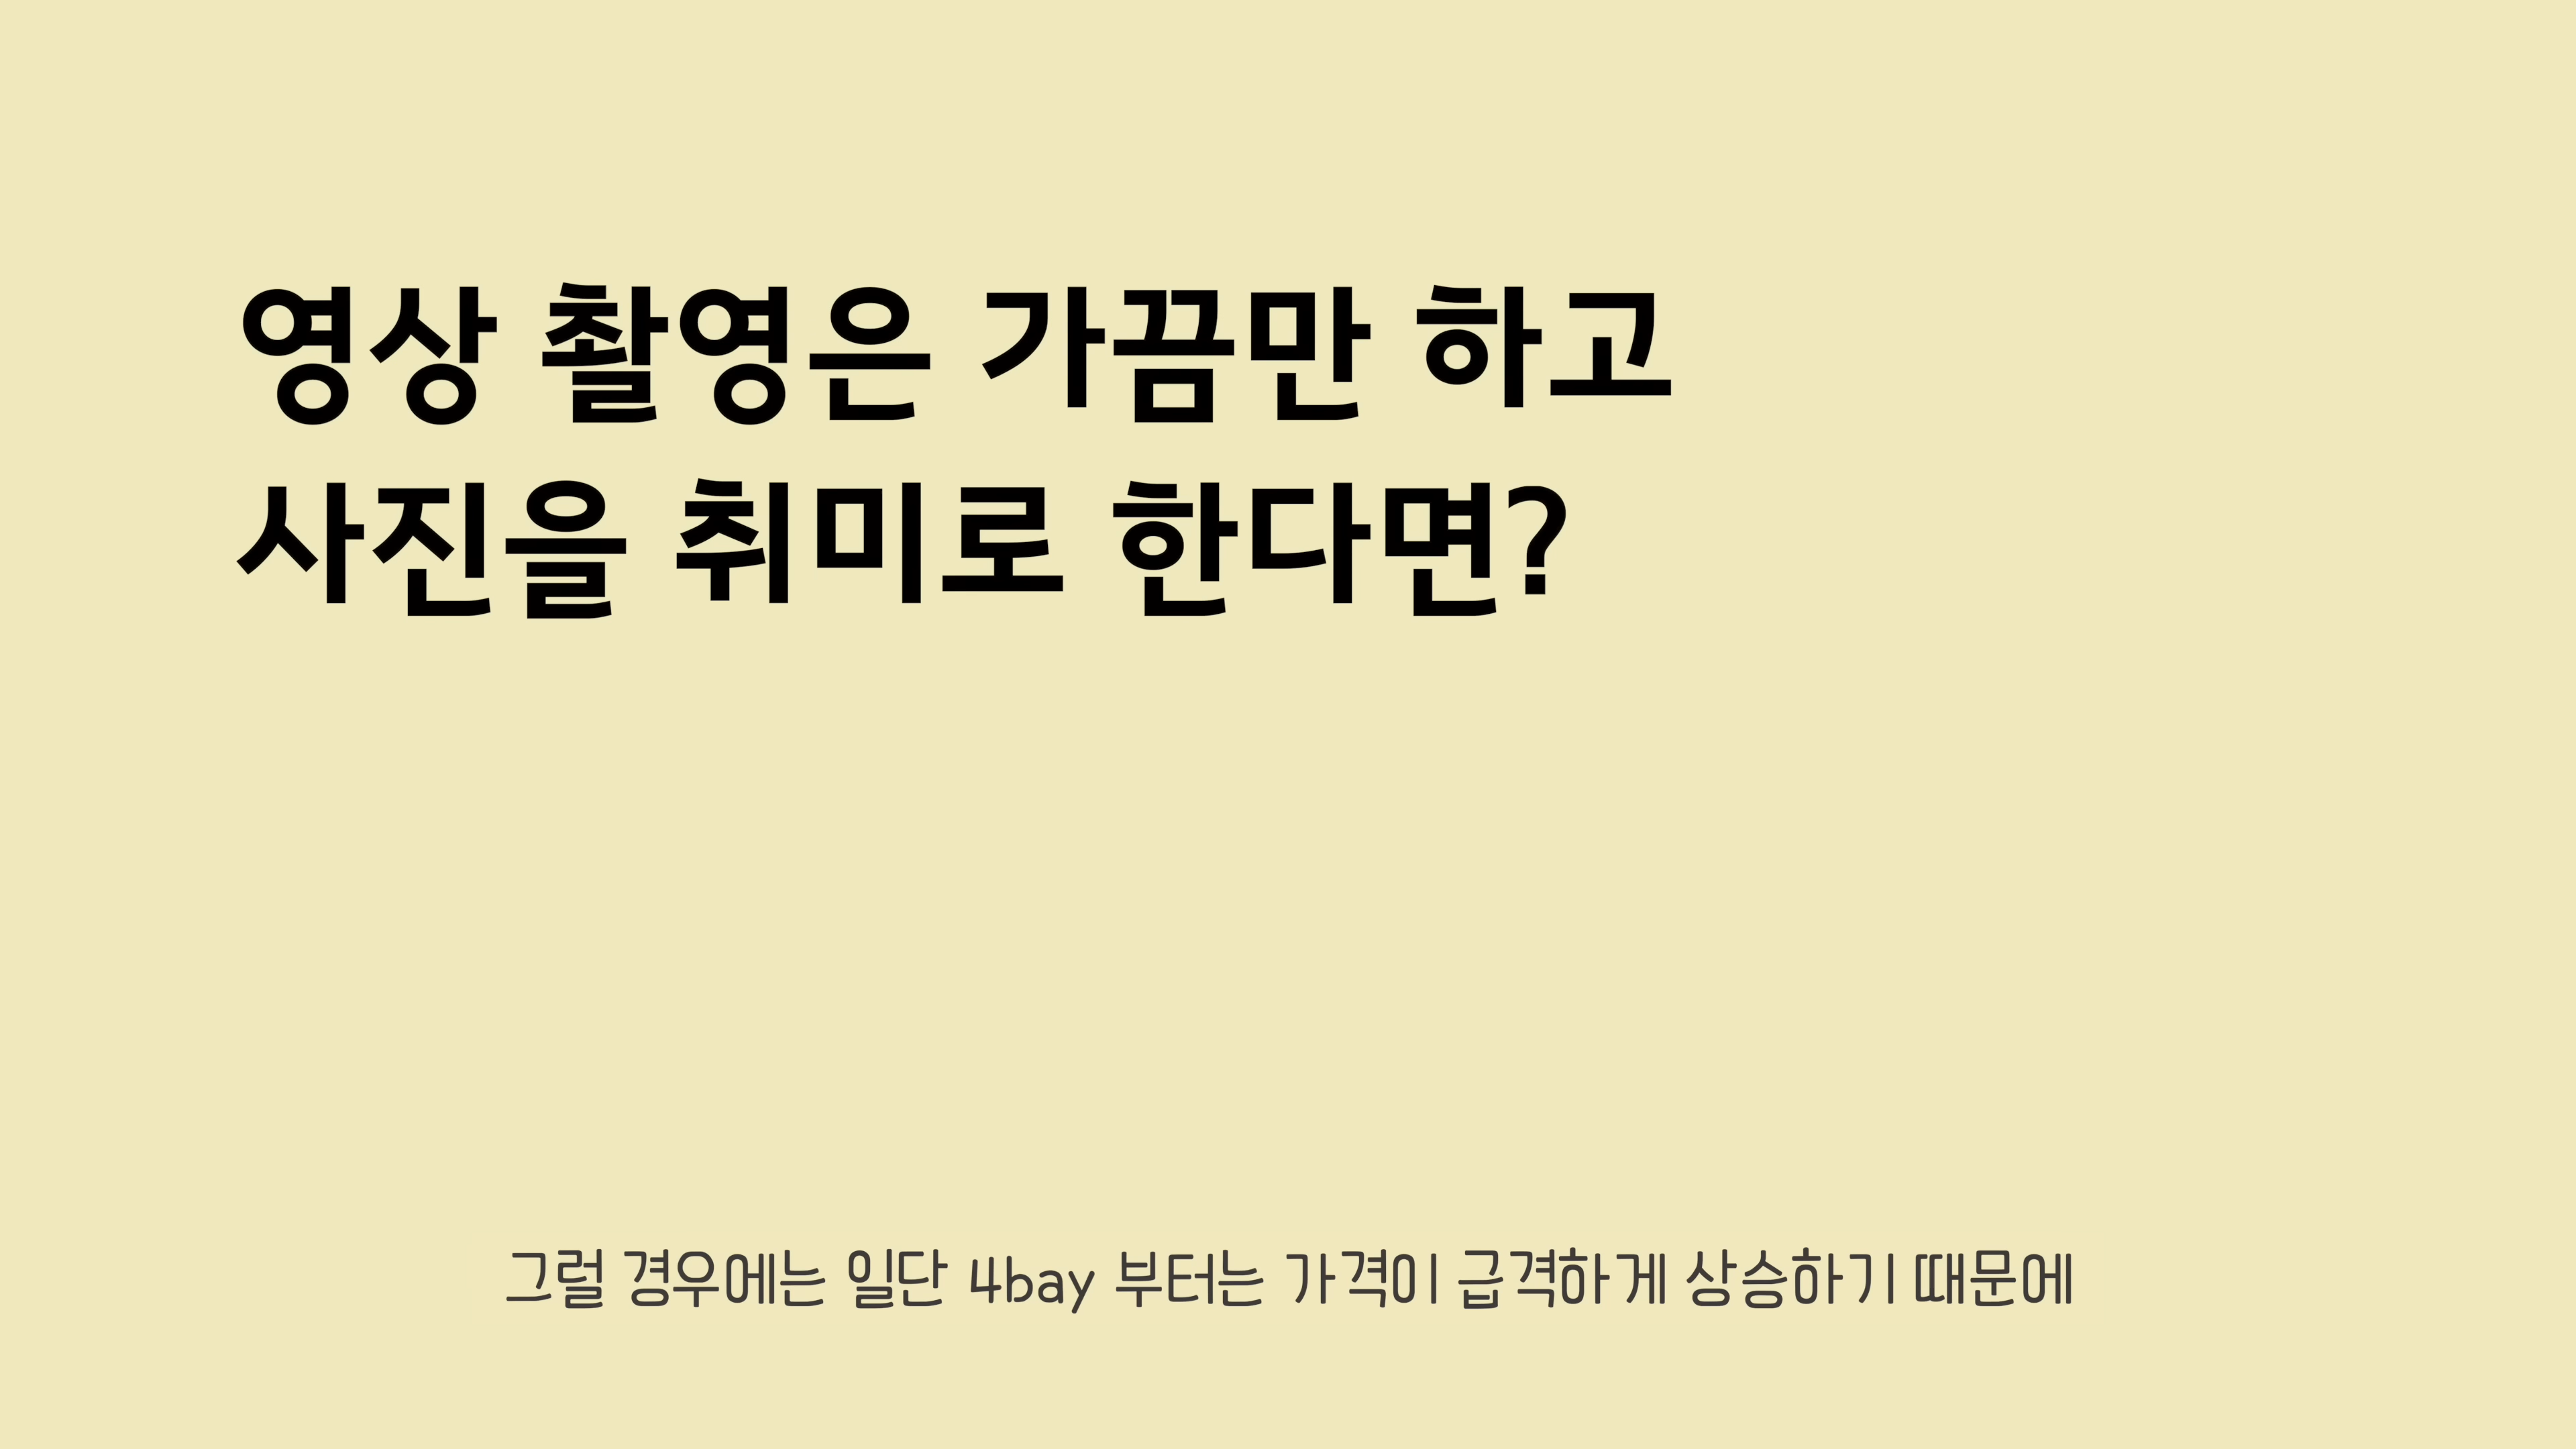 영상 촬영은 가끔만 하고
사진을 취미로 한다면?
그럴 경우에는 일단 4bay 부터는 가격이 급격하게 상승하기 때문에